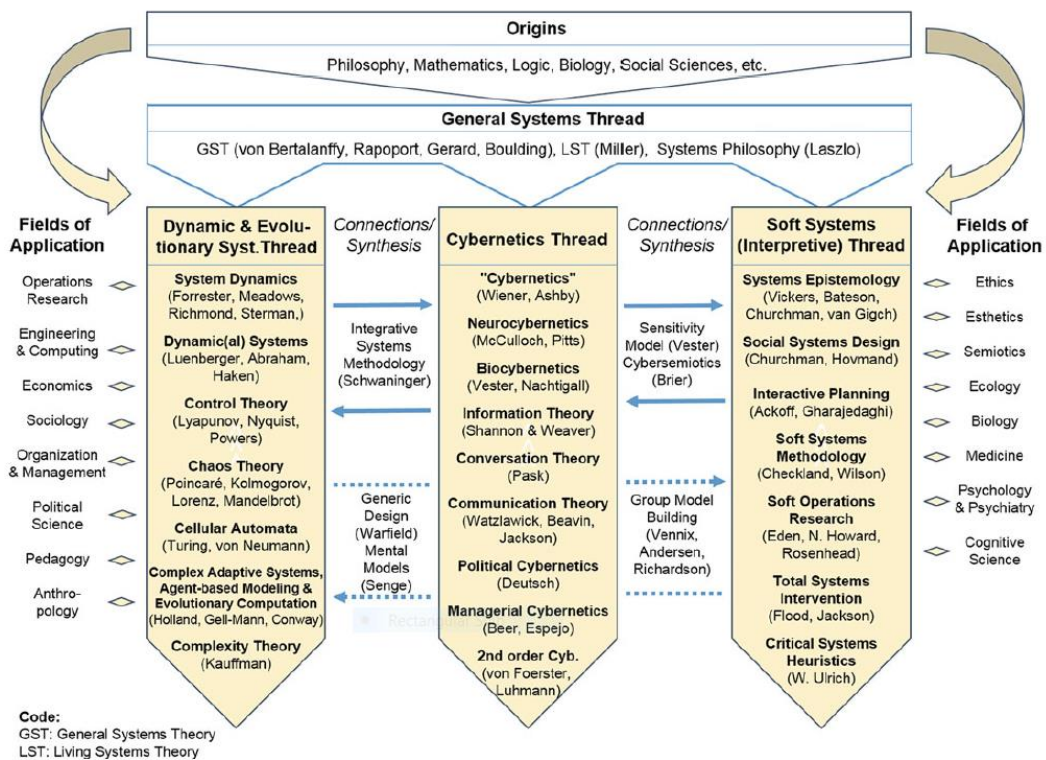 Origins
Philosophy, Mathematics, Logic, Biology, Social Sciences, etc.
General Systems Thread
GST (von Bertalanffy, Rapoport, Gerard, Boulding), LST (Miller), Systems Philosophy (Laszlo)
Fields of
Application
Operations
Research
Engineering
& Computing
Economics
Sociology
Organization
& Management
Political
Science
Pedagogy
Anthro-
pology
Dynamic & Evolu-
tionary Syst.Thread
System Dynamics
(Forrester, Meadows,
Richmond, Sterman,)
Dynamic(al) Systems
(Luenberger, Abraham,
Haken)
Control Theory
(Lyapunov, Nyquist,
Powers)
Chaos Theory
(Poincaré, Kolmogorov,
Lorenz, Mandelbrot)
Cellular Automata
(Turing, von Neumann)
Complex Adaptive Systems,
Agent-based Modeling &
Evolutionary Computation
(Holland, Gell-Mann, Conway)
Complexity Theory
(Kauffman)
Connections/
Synthesis
Integrative
Systems
Methodology
(Schwaninger)
Generic
Design
(Warfield)
Mental
Models
(Senge)
Cybernetics Thread
"Cybernetics"
(Wiener, Ashby)
Neurocybernetics
(McCulloch, Pitts)
Biocybernetics
(Vester, Nachtigall)
Information Theory
(Shannon & Weaver)
Conversation Theory
(Pask)
Communication Theory
(Watzlawick, Beavin,
Jackson)
Political Cybernetics
(Deutsch)
Managerial Cybernetics
(Beer, Espejo)
2nd order Cyb.
(von Foerster,
Luhmann)
Connections/
Synthesis
Sensitivity
Model (Vester)
Cybersemiotics
(Brier)
Group Model
Building
(Vennix,
Andersen,
Richardson)
Soft Systems
(Interpretive) Thread
Systems Epistemology
(Vickers, Bateson,
Churchman, van Gigch)
Social Systems Design
(Churchman, Hovmand)
Interactive Planning
(Ackoff, Gharajedaghi)
Soft Systems
Methodology
(Checkland, Wilson)
Soft Operations
Research
(Eden, N. Howard,
Rosenhead)
Total Systems
Intervention
(Flood, Jackson)
Critical Systems
Heuristics
(W. Ulrich)
Fields of
Application
Ethics
Esthetics
Semiotics
Ecology
Biology
Medicine
Psychology
& Psychiatry
Cognitive
Science
Code:
GST: General Systems Theory
LST: Living Systems Theory